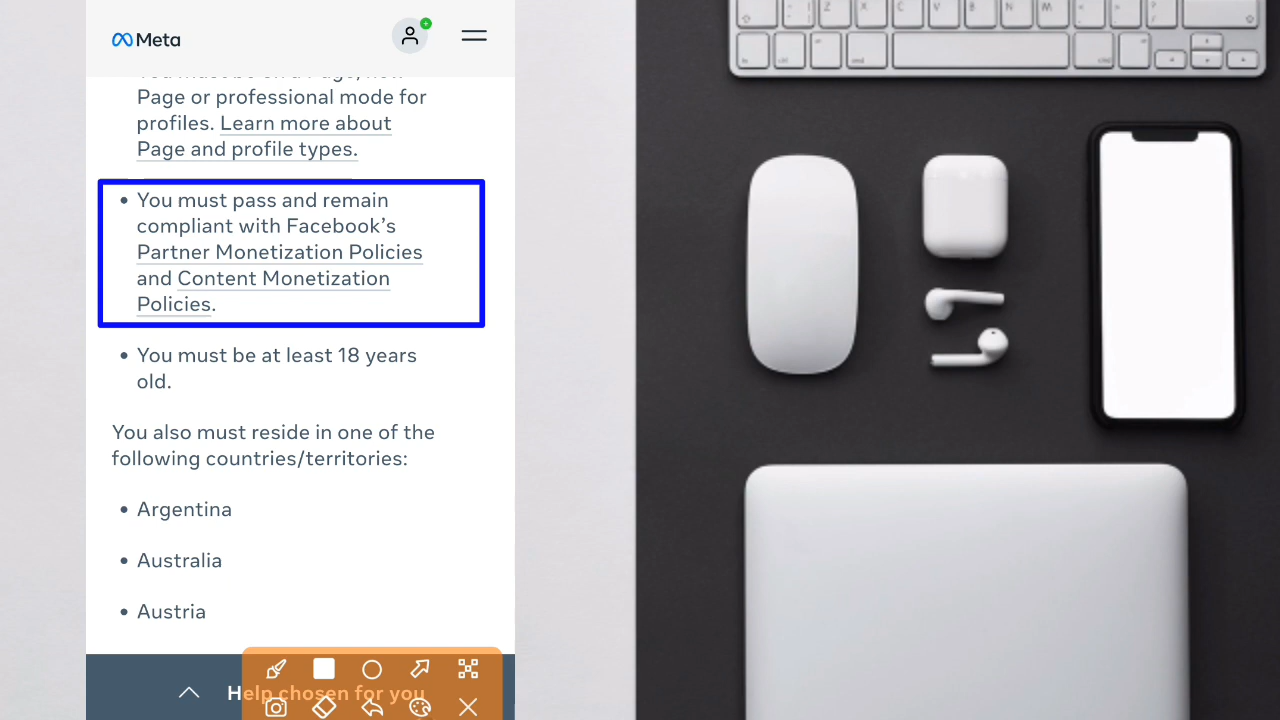 Meta
Page or professional mode for
profiles. Learn more about
Page and profile types.
• You must pass and remain
compliant with Facebook’s
Partner Monetization Policies
and Content Monetization
Policies.
• You must be at least 18 years
old.
You also must reside in one of the
following countries/territories:
• Argentina
• Australia
• Austria
Help chosen for you